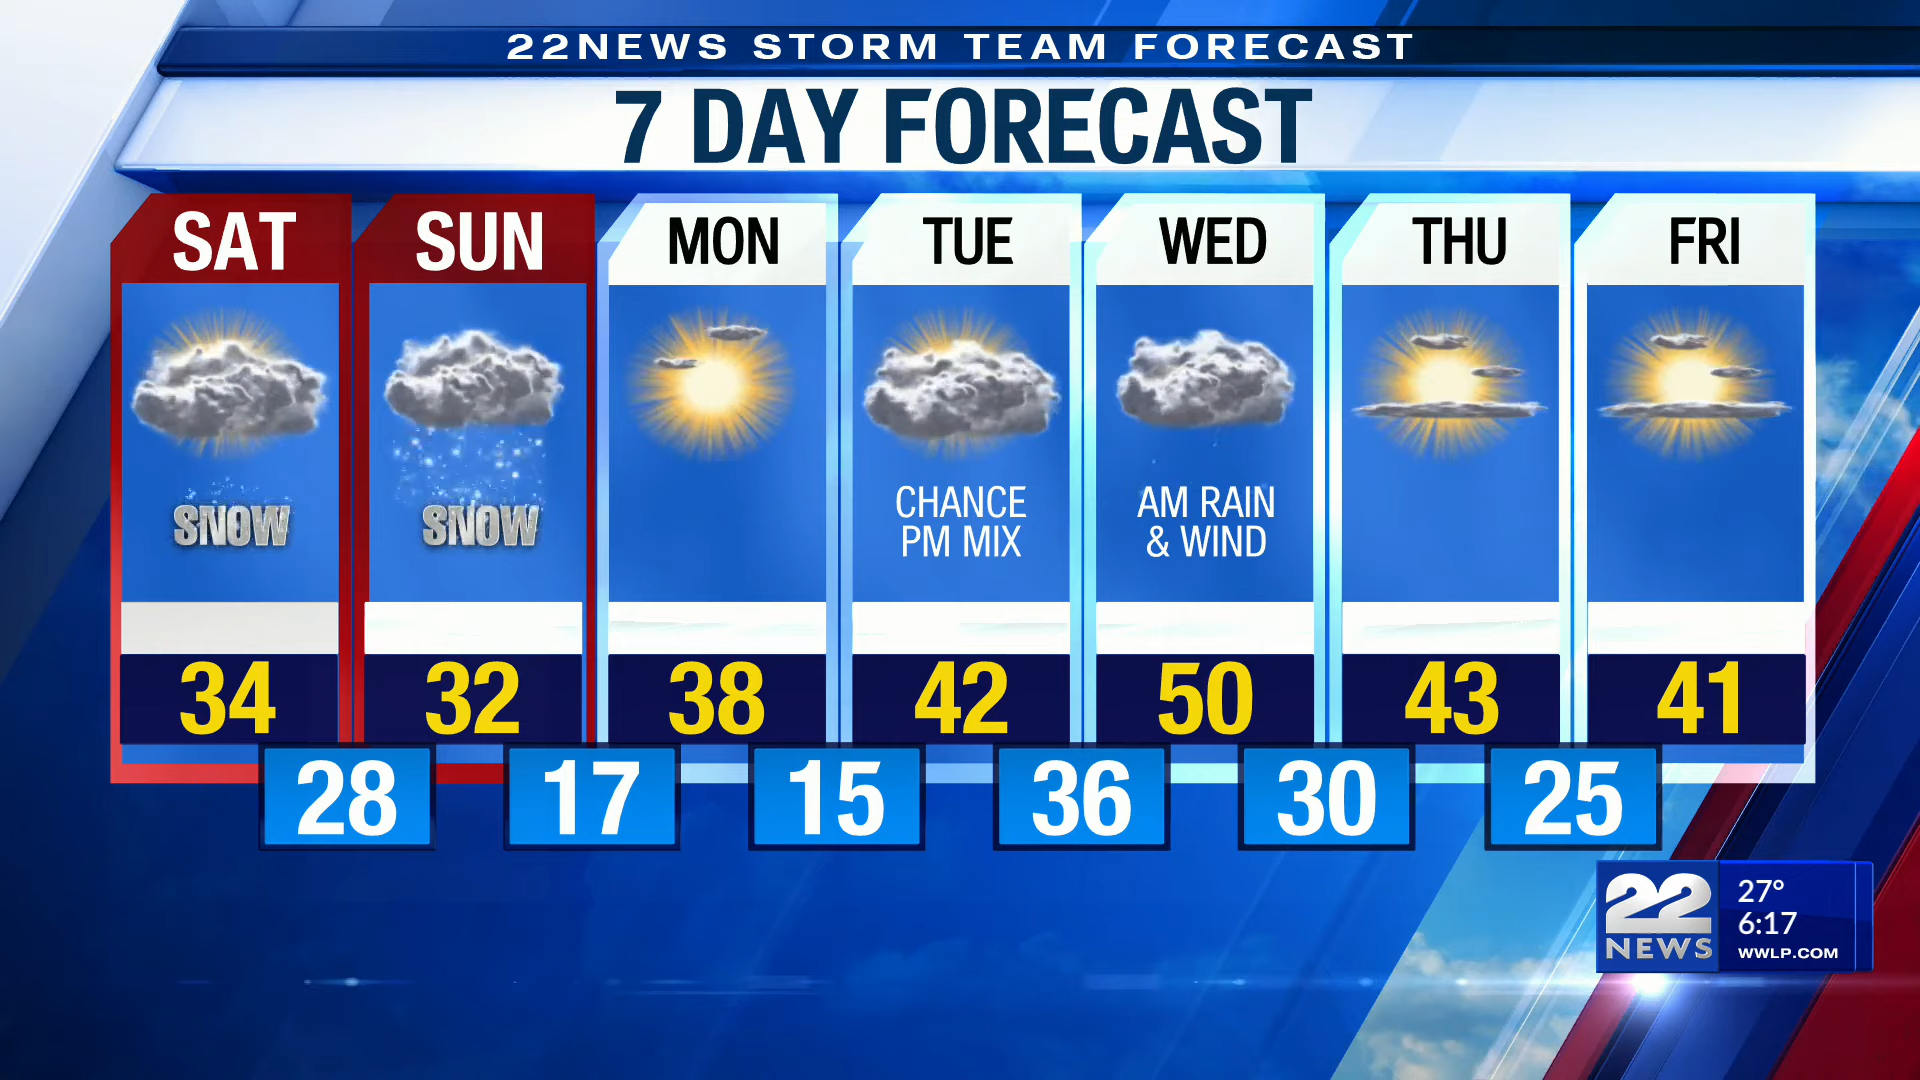 22NEWS STORM TEAM FORECAST
7 DAY FORECAST
SAT SUN MON TUE WED THU FRI
SNOW SNOW
CHANCE
PM MIX
AM RAIN
& WIND
34 32 38 42 50 43 41
28 17 15 36 30 25
22
NEWS
27°
6:17
WWLP.COM